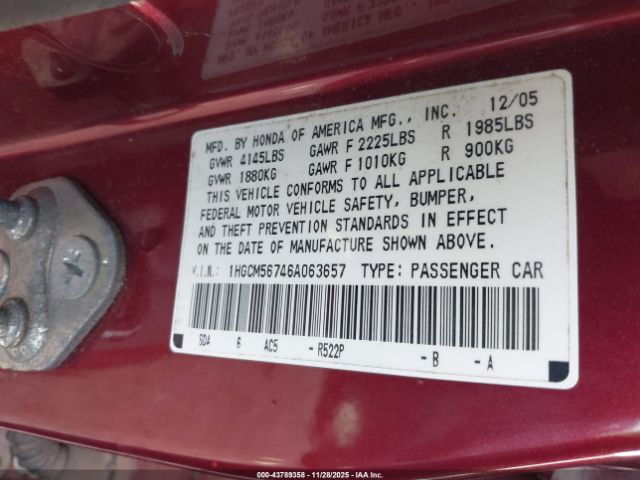 MFD. BY HONDA OF AMERICA MFG., INC. 12/05
GVWR 4145LBS GAWR F 2225LBS R 1985LBS
GVWR 1880KG GAWR F 1010KG R 900KG
THIS VEHICLE CONFORMS TO ALL APPLICABLE
FEDERAL MOTOR VEHICLE SAFETY, BUMPER,
AND THEFT PREVENTION STANDARDS IN EFFECT
ON THE DATE OF MANUFACTURE SHOWN ABOVE.
V.I.N.: 1HGCM56746A063657 TYPE: PASSENGER CAR
SDA 6 AC5 - R522P - B - A
000-43789358 - 11/28/2025 - IAA Inc.